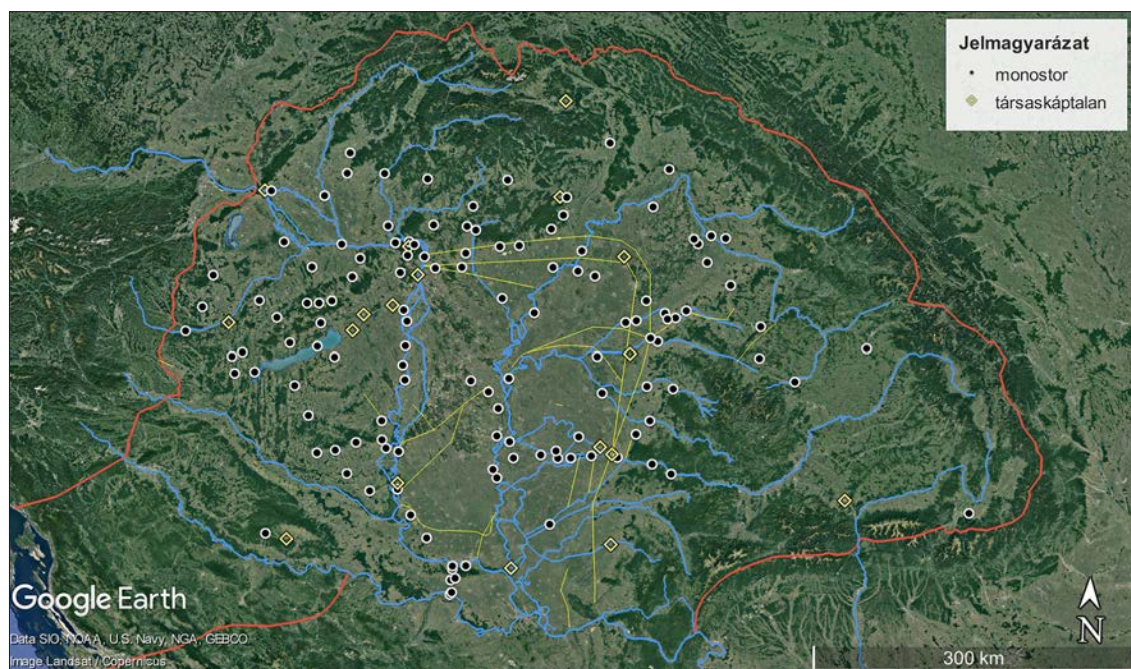 Jelmagyarázat
monostor
társaskáptalan
Google Earth
Data SIO, NOAA, U.S. Navy, NGA, GEBCO
Image Landsat / Copernicus
N
300 km